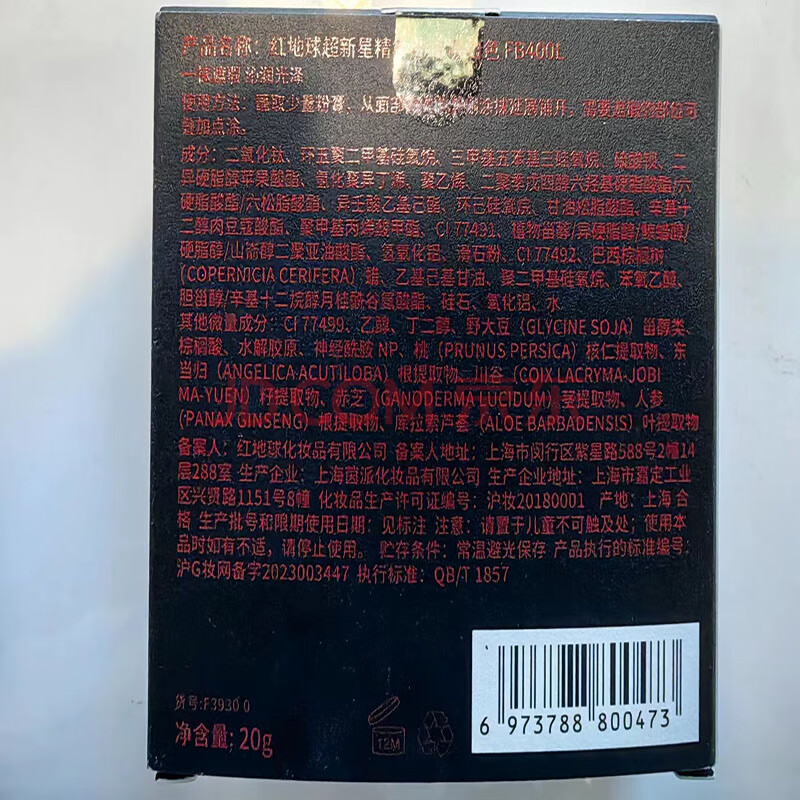 产品名称：红地球超新星精 色 FB400L
一抹遮瑕 沁润光泽
使用方法：蘸取少量粉膏，从面部 涂抹延展铺开，需要遮瑕的部位可
叠加点涂。
成分：二氧化钛、环五聚二甲基硅氧烷、三甲基五苯基三硅氧烷、硫酸钡、二
异硬脂醇苹果酸酯、氢化聚异丁烯、聚乙烯、二聚季戊四醇六羟基硬脂酸酯/六
硬脂酸酯/六松脂酸酯、异壬酸乙基己酯、环己硅氧烷、甘油松脂酸酯、辛基十
二醇肉豆蔻酸酯、聚甲基丙烯酸甲酯、CI 77491、植物甾醇/异硬脂醇/鲸蜡醇/
硬脂醇/山嵛醇二聚亚油酸酯、氢氧化铝、滑石粉、CI 77492、巴西棕榈树
(COPERNICIA CERIFERA) 蜡、乙基己基甘油、聚二甲基硅氧烷、苯氧乙醇、
胆甾醇/辛基十二烷醇月桂酰谷氨酸酯、硅石、氧化铝、水
其他微量成分：CI 77499、乙醇、丁二醇、野大豆 (GLYCINE SOJA) 甾醇类、
棕榈酸、水解胶原、神经酰胺 NP、桃 (PRUNUS PERSICA) 核仁提取物、东
当归 (ANGELICA ACUTILOBA) 根提取物、川谷 (COIX LACRYMA-JOBI
MA-YUEN) 籽提取物、赤芝 (GANODERMA LUCIDUM) 茎提取物、人参
(PANAX GINSENG) 根提取物、库拉索芦荟 (ALOE BARBADENSIS) 叶提取物
备案人：红地球化妆品有限公司 备案人地址：上海市闵行区紫星路588号2幢14
层288室 生产企业：上海茵派化妆品有限公司 生产企业地址：上海市嘉定工业
区兴贤路1151号8幢 化妆品生产许可证编号：沪妆20180001 产地：上海 合
格 生产批号和限期使用日期：见标注 注意：请置于儿童不可触及处；使用本
品时如有不适，请停止使用。 贮存条件：常温避光保存 产品执行的标准编号：
沪G妆网备字2023003447 执行标准：QB/T 1857
货号:F3930 0
净含量: 20g
12M
6 973788 800473
JD.COM